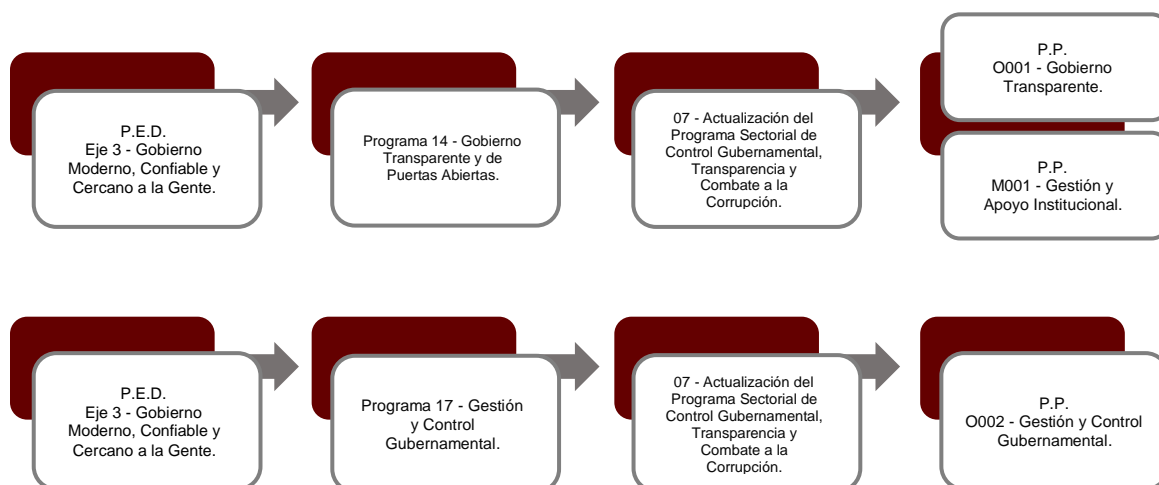 P.E.D.
Eje 3 - Gobierno
Moderno, Confiable y
Cercano a la Gente.
Programa 14 - Gobierno
Transparente y de
Puertas Abiertas.
07 - Actualización del
Programa Sectorial de
Control Gubernamental,
Transparencia y
Combate a la
Corrupción.
P.P.
O001 - Gobierno
Transparente.
P.P.
M001 - Gestión y
Apoyo Institucional.
P.E.D.
Eje 3 - Gobierno
Moderno, Confiable y
Cercano a la Gente.
Programa 17 - Gestión
y Control
Gubernamental.
07 - Actualización del
Programa Sectorial de
Control Gubernamental,
Transparencia y
Combate a la
Corrupción.
P.P.
O002 - Gestión y Control
Gubernamental.